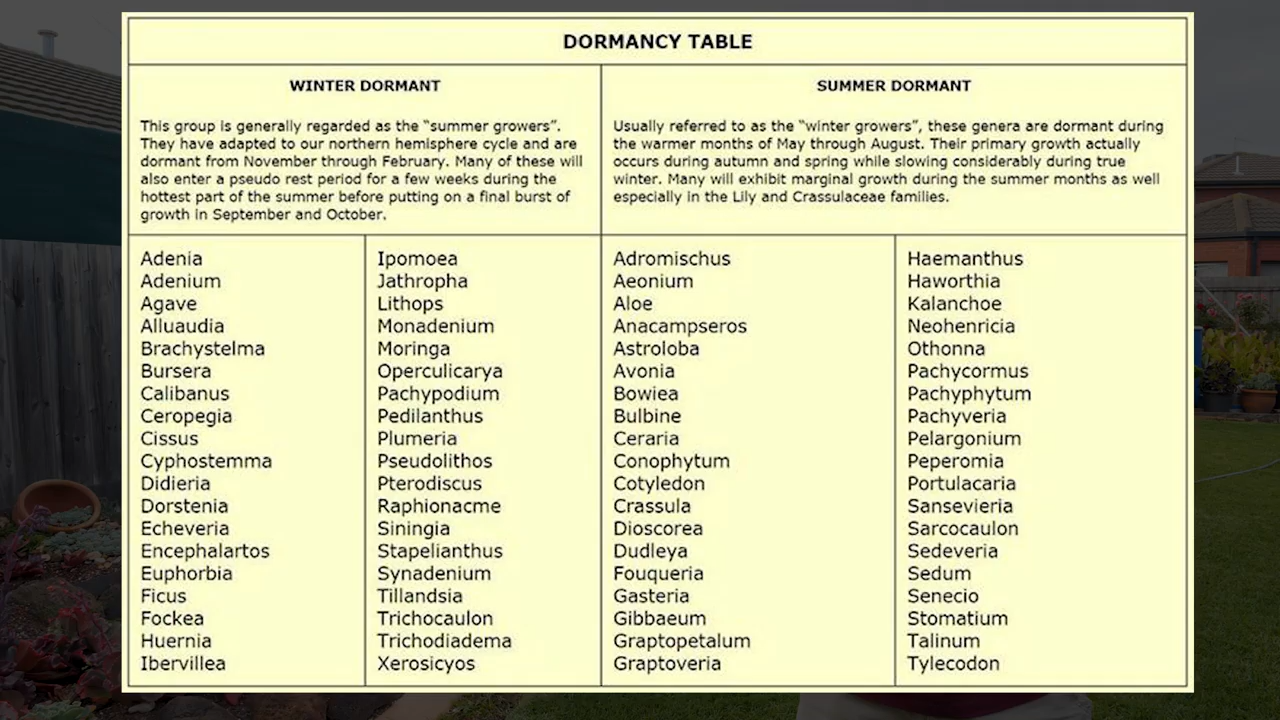 DORMANCY TABLE
WINTER DORMANT
This group is generally regarded as the “summer growers”.
They have adapted to our northern hemisphere cycle and are
dormant from November through February. Many of these will
also enter a pseudo rest period for a few weeks during the
hottest part of the summer before putting on a final burst of
growth in September and October.
SUMMER DORMANT
Usually referred to as the “winter growers”, these genera are dormant during
the warmer months of May through August. Their primary growth actually
occurs during autumn and spring while slowing considerably during true
winter. Many will exhibit marginal growth during the summer months as well
especially in the Lily and Crassulaceae families.
Adenia
Adenium
Agave
Alluaudia
Brachystelma
Bursera
Calibanus
Ceropegia
Cissus
Cyphostemma
Didieria
Dorstenia
Echeveria
Encephalartos
Euphorbia
Ficus
Fockea
Huernia
Ibervillea
Ipomoea
Jathropha
Lithops
Monadenium
Moringa
Operculicarya
Pachypodium
Pedilanthus
Plumeria
Pseudolithos
Pterodiscus
Raphionacme
Siningia
Stapelianthus
Synadenium
Tillandsia
Trichocaulon
Trichodiadema
Xerosicyos
Adromischus
Aeonium
Aloe
Anacampseros
Astroloba
Avonia
Bowiea
Bulbine
Ceraria
Conophytum
Cotyledon
Crassula
Dioscorea
Dudleya
Fouqueria
Gasteria
Gibbaeum
Graptopetalum
Graptoveria
Haemanthus
Haworthia
Kalanchoe
Neohenricia
Othonna
Pachycormus
Pachyphytum
Pachyveria
Pelargonium
Peperomia
Portulacaria
Sansevieria
Sarcocaulon
Sedeveria
Sedum
Senecio
Stomatium
Talinum
Tylecodon